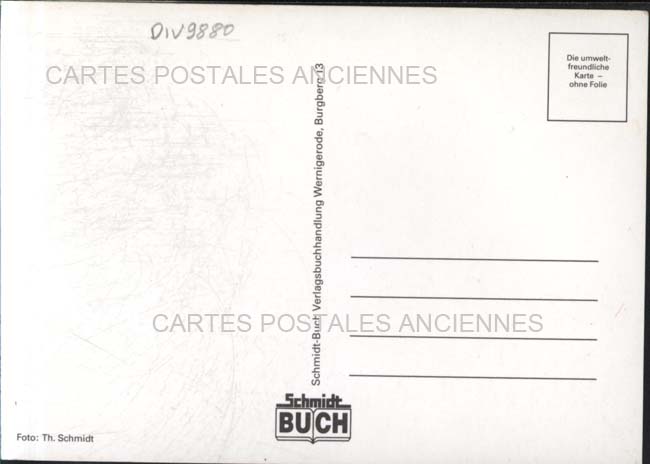 DIV9880
CARTES POSTALES ANCIENNES
Die umwelt-
freundliche
Karte –
ohne Folie
Schmidt-Buch Verlagsbuchhandlung Wernigerode, Burgberg 13
CARTES POSTALES ANCIENNES
Schmidt
BUCH
Foto: Th. Schmidt